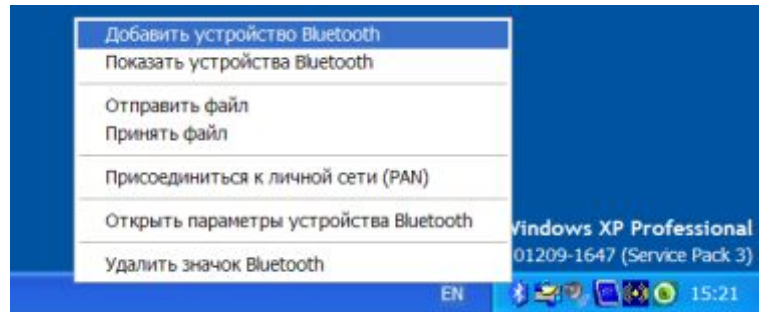 Добавить устройство Bluetooth
Показать устройства Bluetooth
Отправить файл
Принять файл
Присоединиться к личной сети (PAN)
Открыть параметры устройства Bluetooth
Удалить значок Bluetooth
Windows XP Professional
01209-1647 (Service Pack 3)
EN
15:21